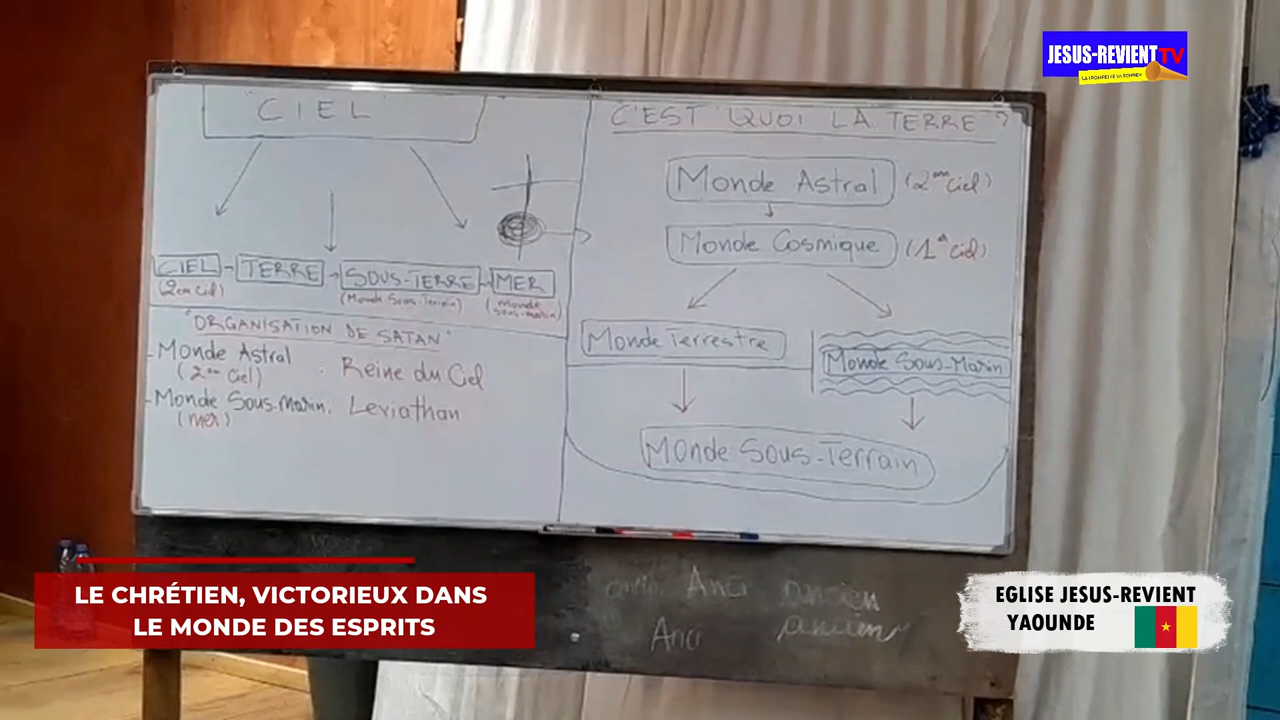 JESUS-REVIENT TV
"CIEL"
CIEL
TERRE
SOUS-TERRE
MER
(2em ciel)
(Monde Sous-Terrain)
(monde sous-marin)
"ORGANISATION DE SATAN"
- Monde Astral . Reine du Ciel
(2em ciel)
- Monde Sous-Marin. Leviathan
(mer)
C'EST QUOI LA TERRE ?
Monde Astral (2em ciel)
Monde Cosmique (1er ciel)
Monde Terrestre
Monde Sous-Marin
Monde Sous-Terrain
Anci ancien
Anci ancien
LE CHRÉTIEN, VICTORIEUX DANS
LE MONDE DES ESPRITS
EGLISE JESUS-REVIENT
YAOUNDE